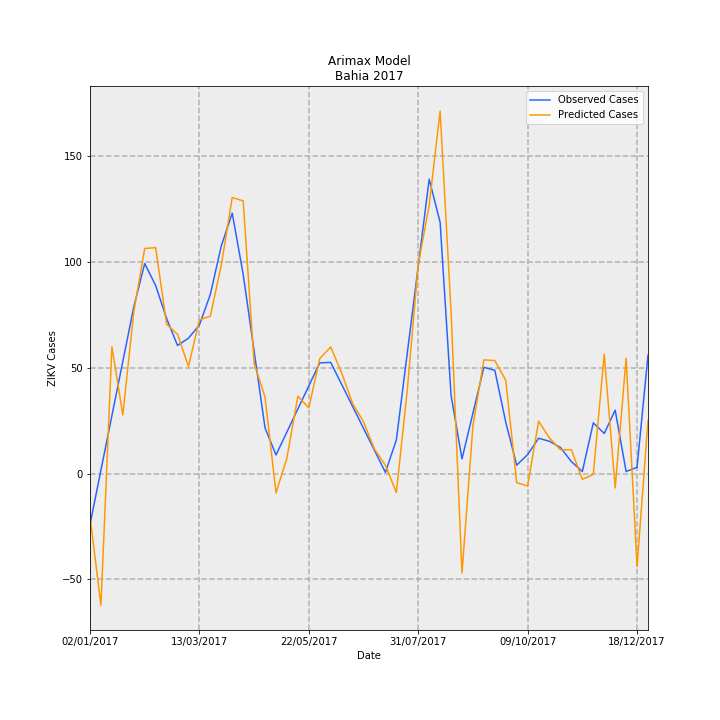 Arimax Model
Bahia 2017
Observed Cases
Predicted Cases
ZIKV Cases
150
100
50
0
−50
02/01/2017
13/03/2017
22/05/2017
31/07/2017
09/10/2017
18/12/2017
Date